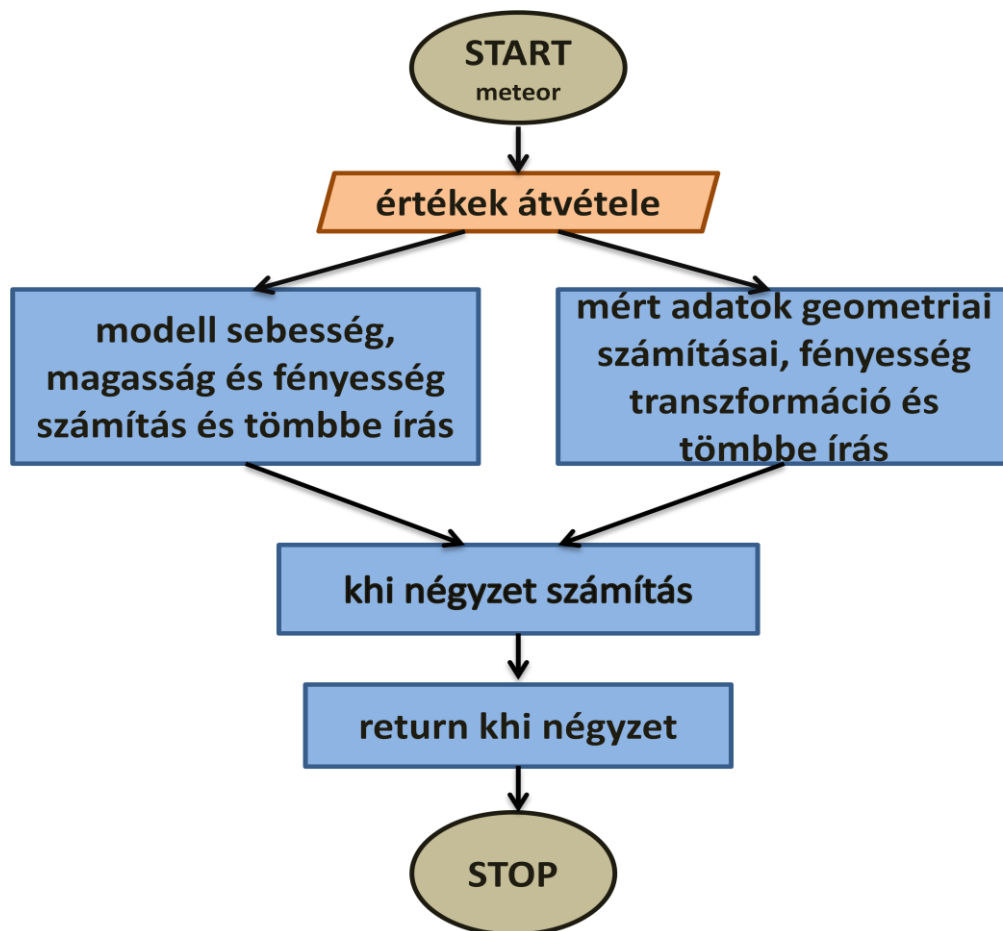 START
meteor
értékek átvétele
modell sebesség,
magasság és fényesség
számítás és tömbbe írás
mért adatok geometriai
számításai, fényesség
transzformáció és
tömbbe írás
khi négyzet számítás
return khi négyzet
STOP